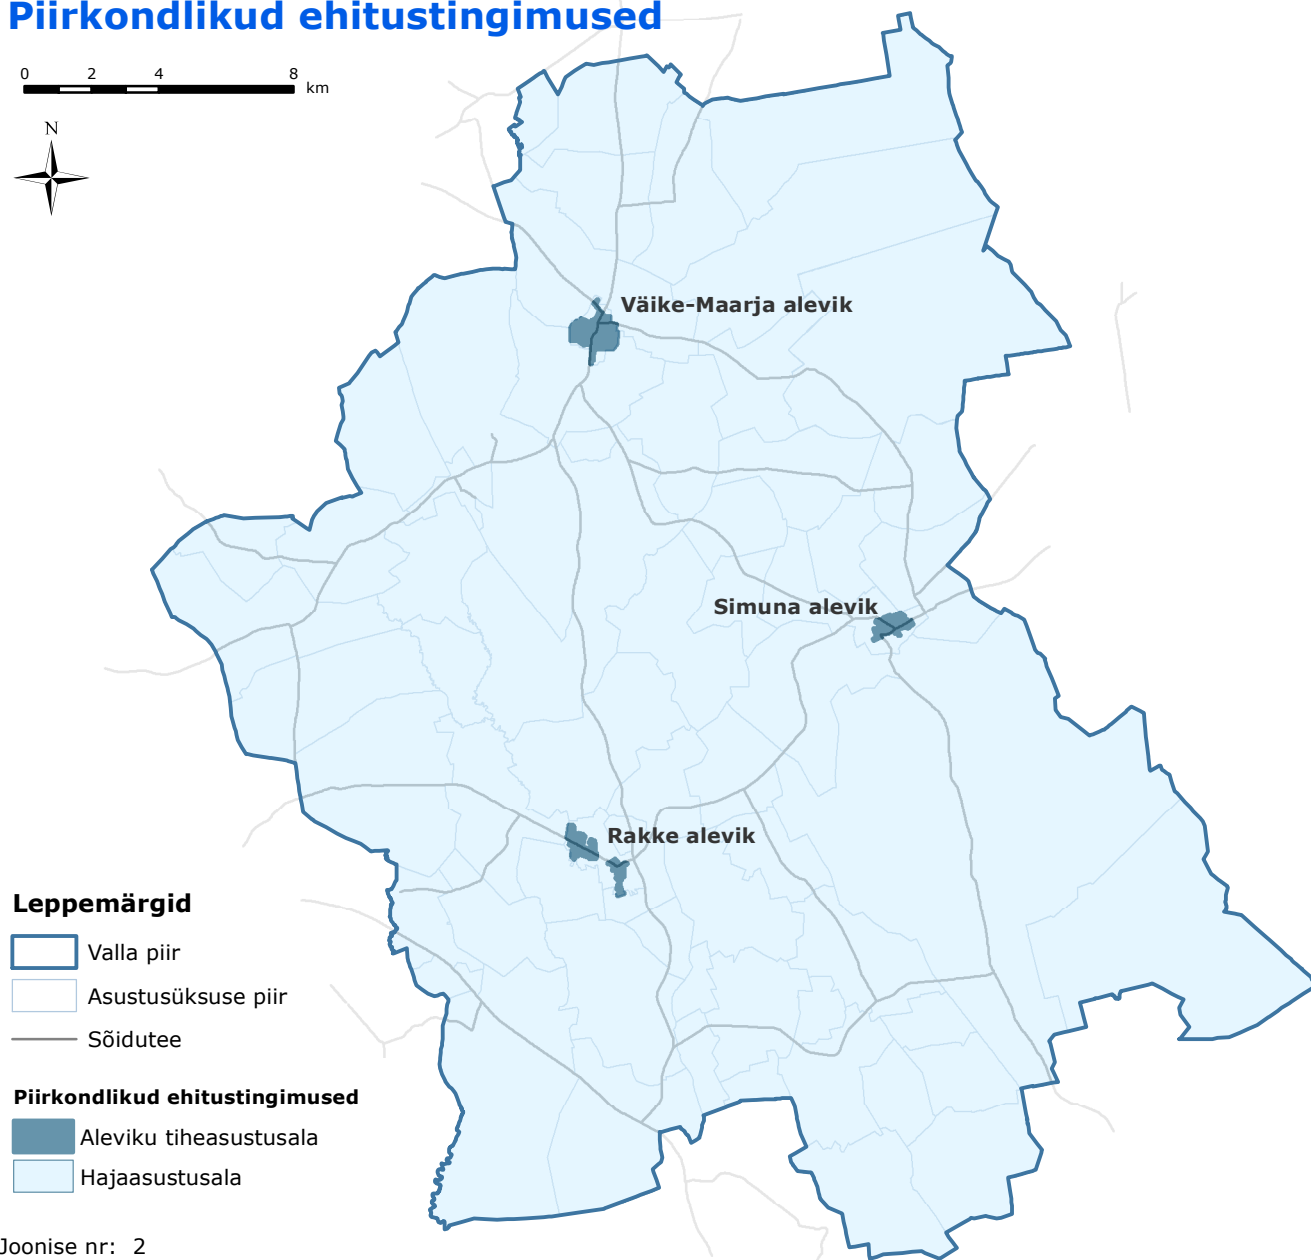 Piirkondlikud ehitustingimused
0 2 4 8 km
N
Väike-Maarja alevik
Simuna alevik
Rakke alevik
Leppemärgid
Valla piir
Asustusüksuse piir
Sõidutee
Piirkondlikud ehitustingimused
Aleviku tiheasustusala
Hajaasustusala
Joonise nr: 2